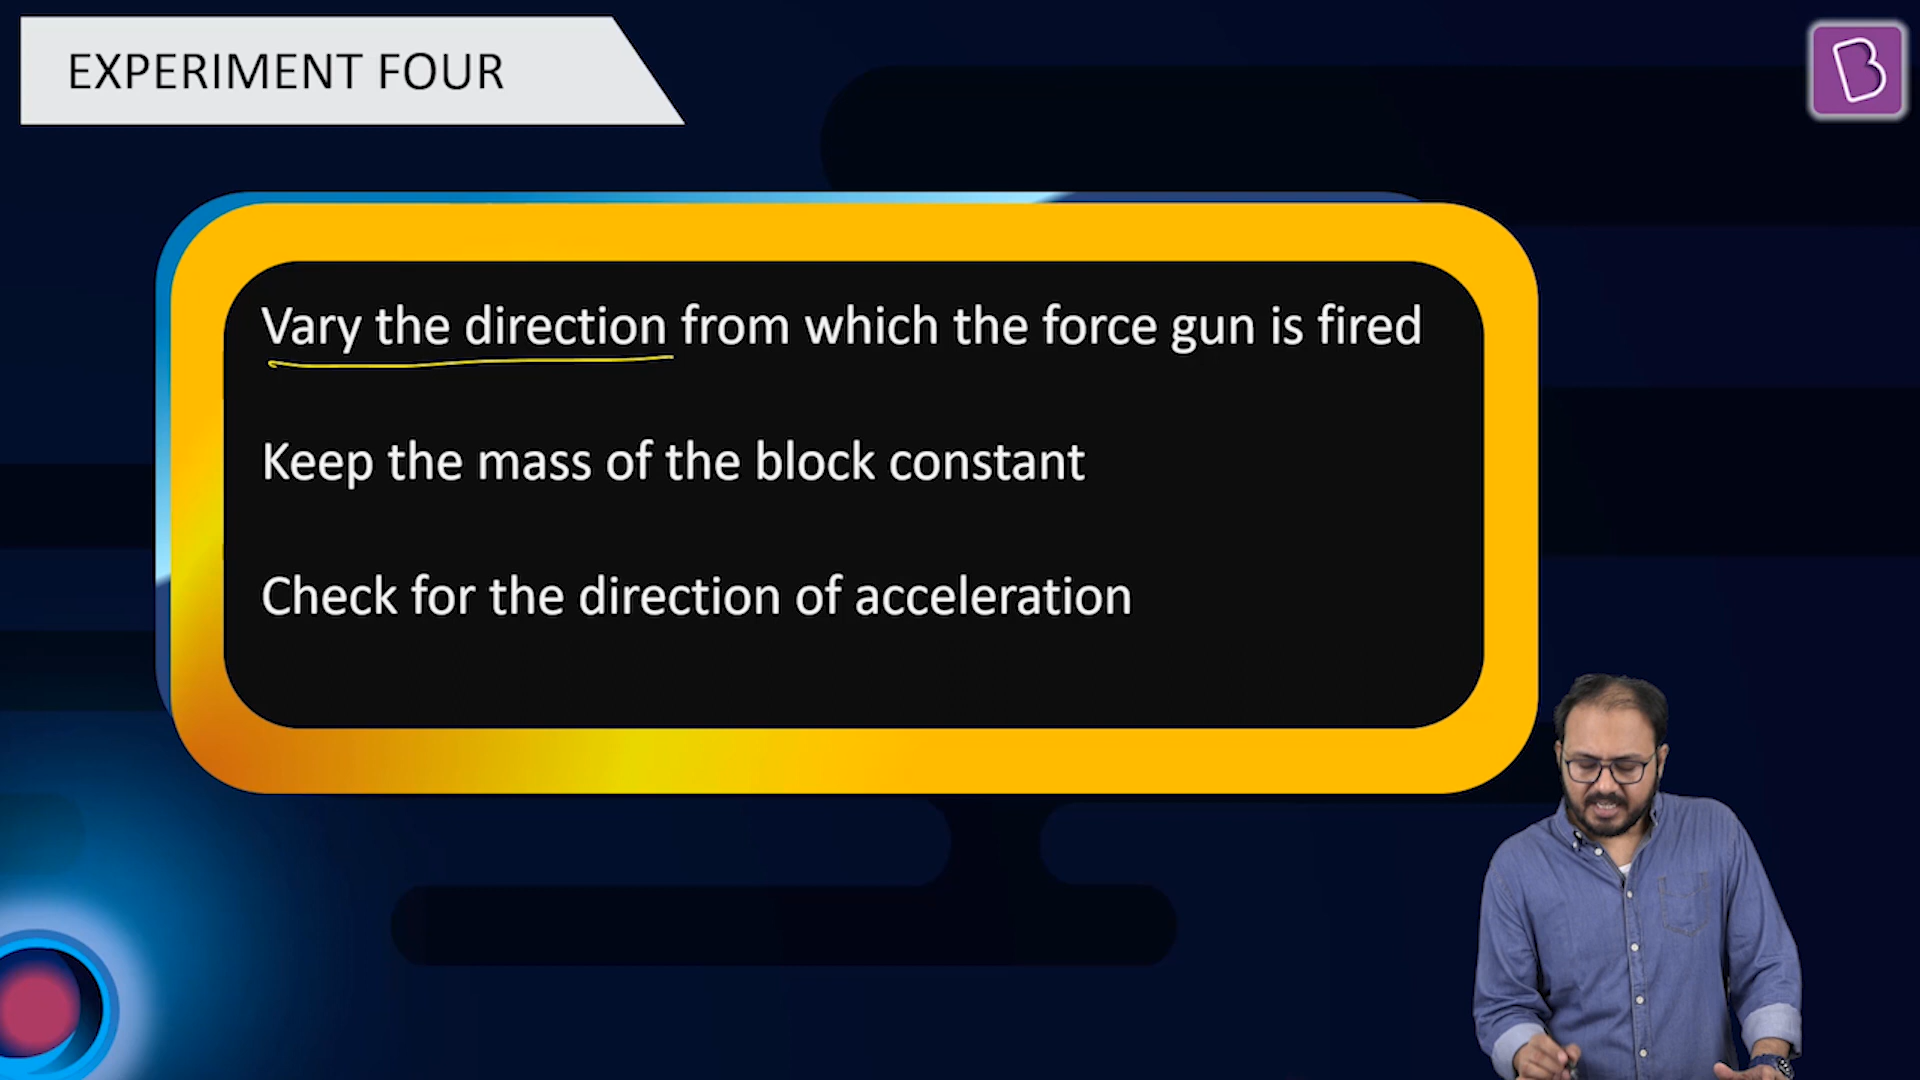 EXPERIMENT FOUR
B
Vary the direction from which the force gun is fired
Keep the mass of the block constant
Check for the direction of acceleration